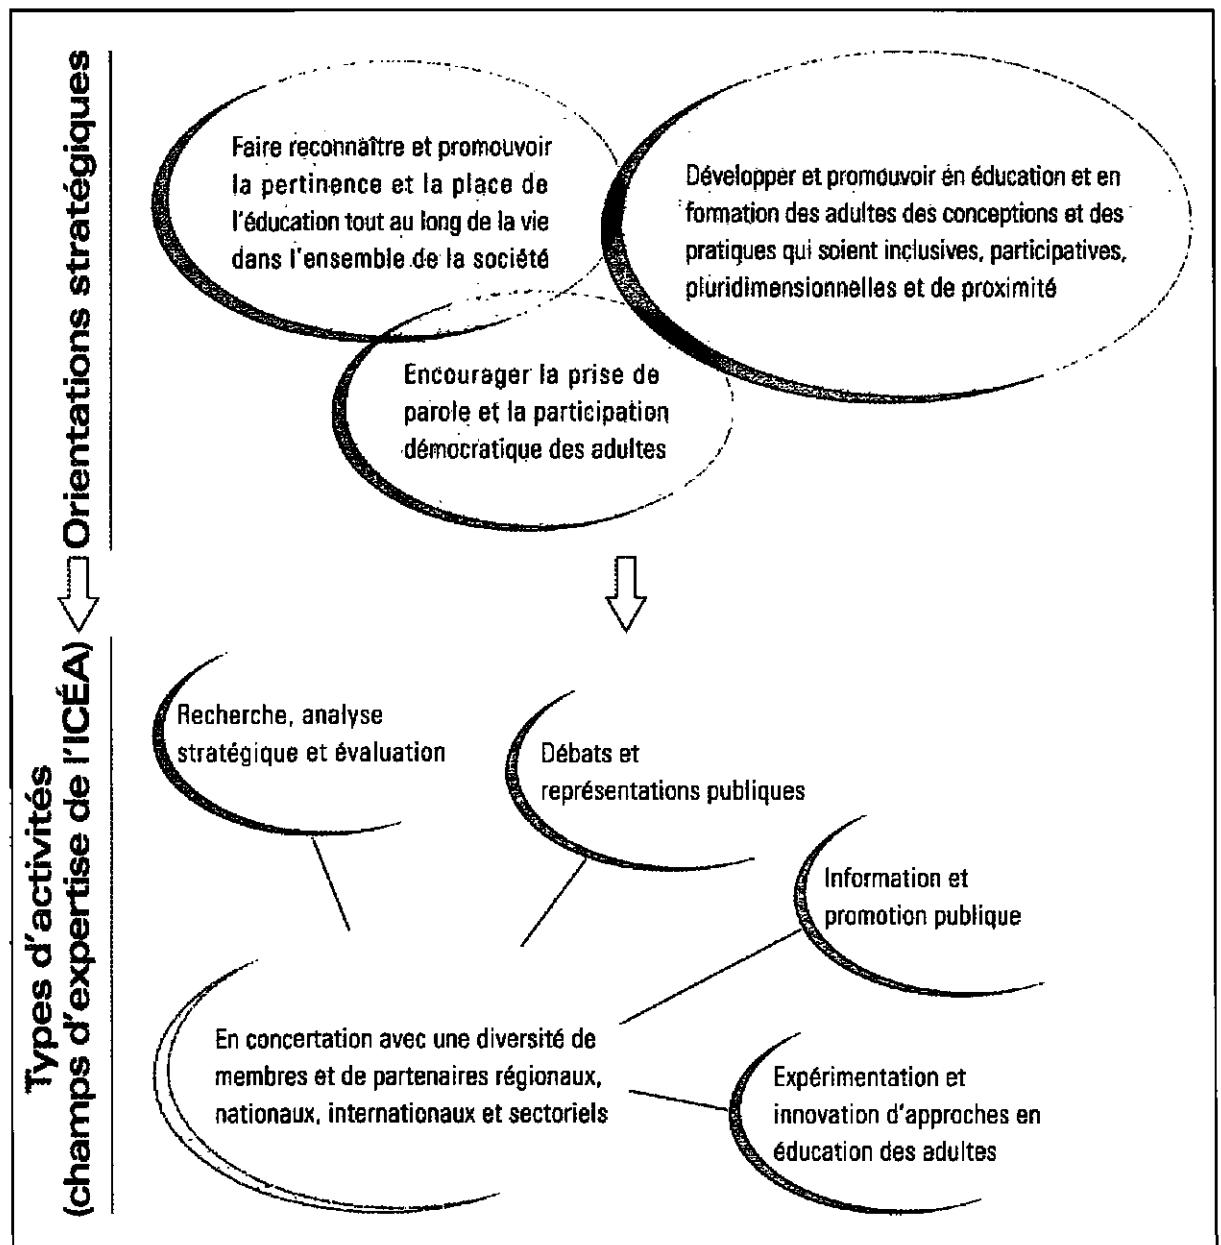 Orientations stratégiques
Faire reconnaître et promouvoir
la pertinence et la place de
l'éducation tout au long de la vie
dans l'ensemble de la société
Développer et promouvoir en éducation et en
formation des adultes des conceptions et des
pratiques qui soient inclusives, participatives,
pluridimensionnelles et de proximité
Encourager la prise de
parole et la participation
démocratique des adultes
Types d'activités
(champs d'expertise de l'ICÉA)
Recherche, analyse
stratégique et évaluation
Débats et
représentations publiques
Information et
promotion publique
En concertation avec une diversité de
membres et de partenaires régionaux,
nationaux, internationaux et sectoriels
Expérimentation et
innovation d'approches en
éducation des adultes